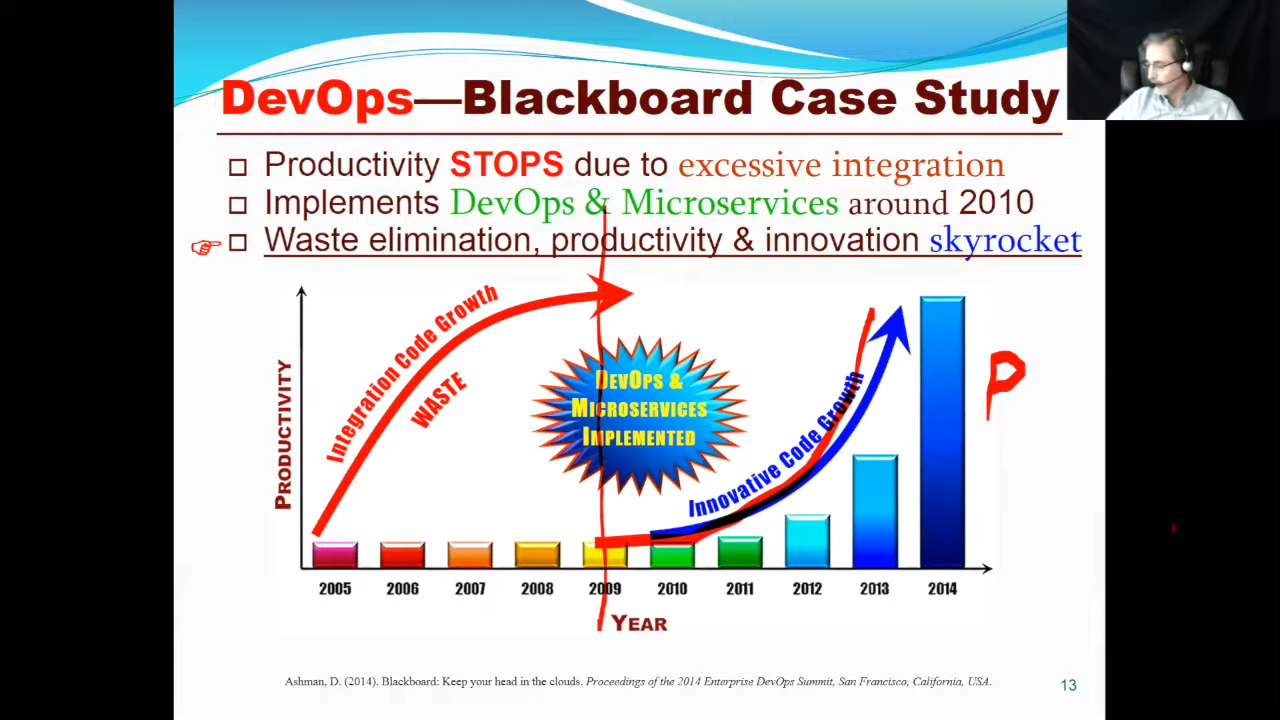 DevOps—Blackboard Case Study
Productivity STOPS due to excessive integration
Implements DevOps & Microservices around 2010
Waste elimination, productivity & innovation skyrocket
Integration Code Growth
WASTE
DEVOPS &
MICROSERVICES
IMPLEMENTED
Innovative Code Growth
P
PRODUCTIVITY
2005 2006 2007 2008 2009 2010 2011 2012 2013 2014
YEAR
Ashman, D. (2014). Blackboard: Keep your head in the clouds. Proceedings of the 2014 Enterprise DevOps Summit, San Francisco, California, USA.
13